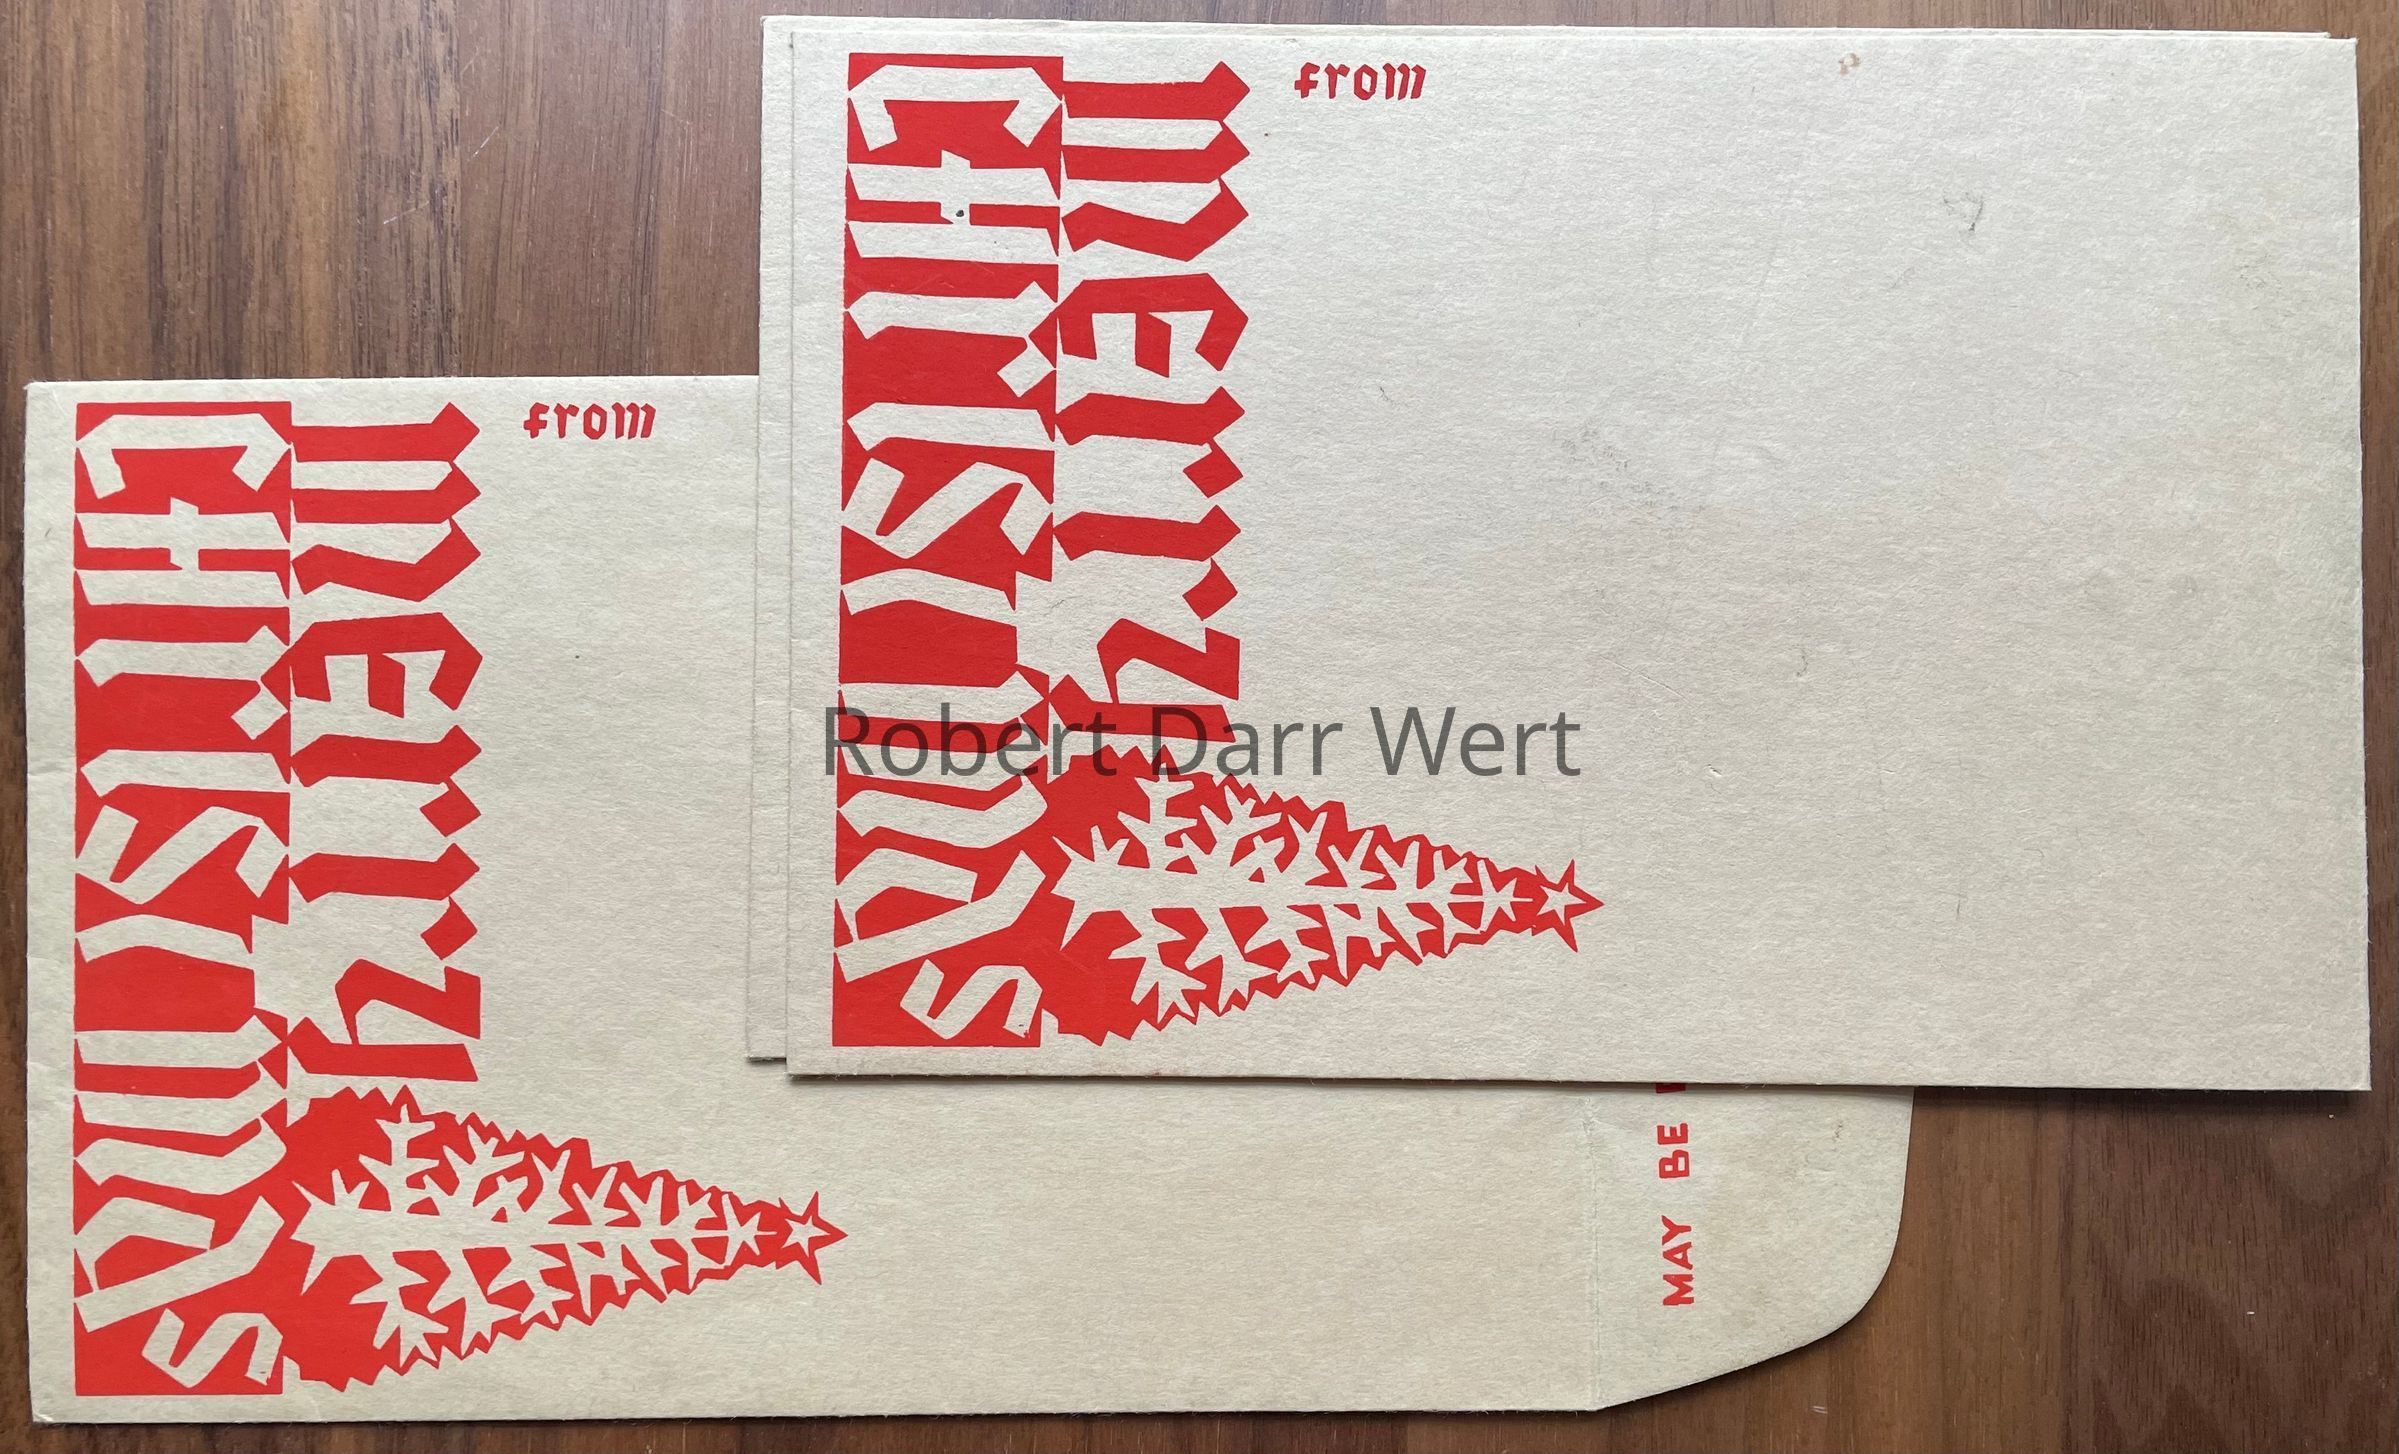 from
Merry
CHRISTMAS
from
Merry
CHRISTMAS
MAY BE
Robert Darr Wert